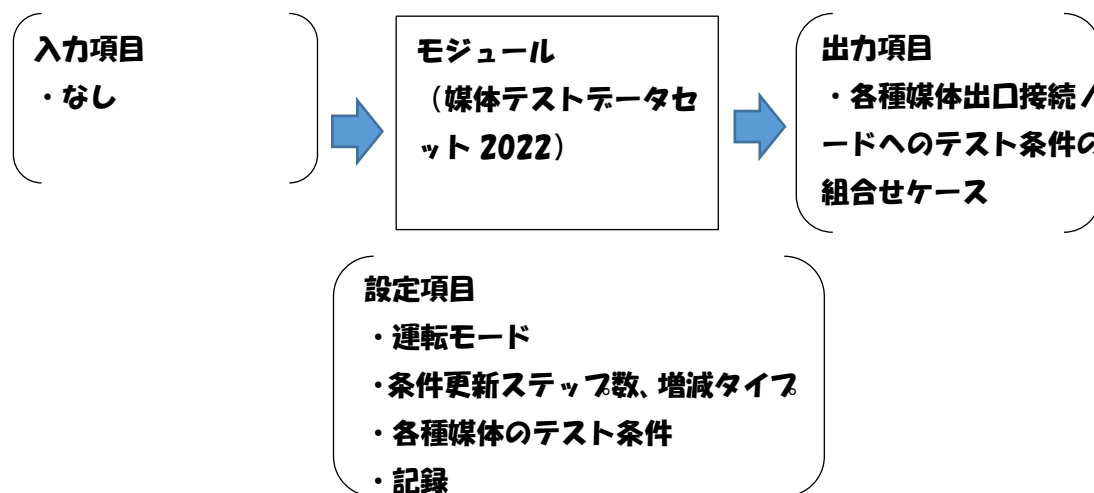 入力項目
・なし
モジュール
（媒体テストデータセ
ット 2022）
出力項目
・各種媒体出口接続ノ
ードへのテスト条件の
組合せケース
設定項目
・運転モード
・条件更新ステップ数、増減タイプ
・各種媒体のテスト条件
・記録